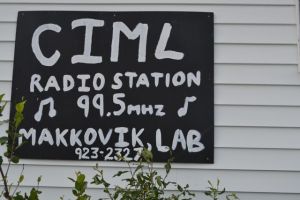 CIML
RADIO STATION
99.5MHZ
MAKKOVIK, LAB
923-2327